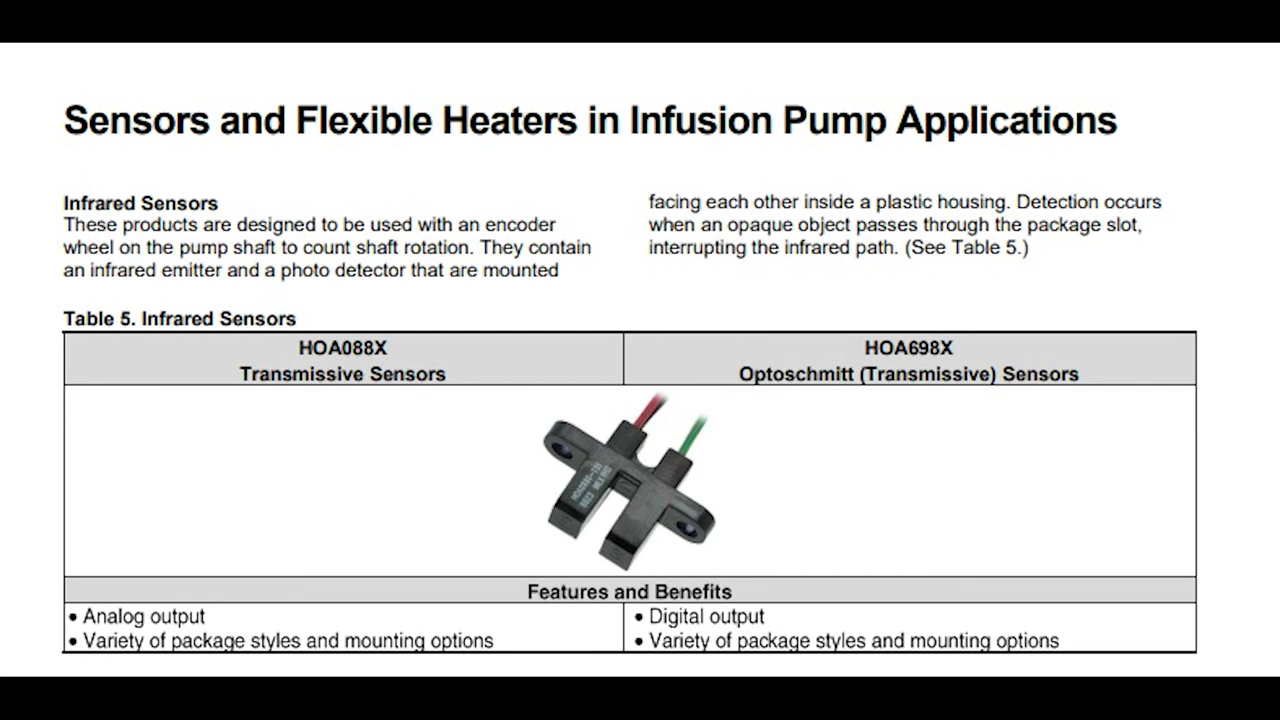 Sensors and Flexible Heaters in Infusion Pump Applications
Infrared Sensors
These products are designed to be used with an encoder
wheel on the pump shaft to count shaft rotation. They contain
an infrared emitter and a photo detector that are mounted
facing each other inside a plastic housing. Detection occurs
when an opaque object passes through the package slot,
interrupting the infrared path. (See Table 5.)
Table 5. Infrared Sensors
HOA088X
Transmissive Sensors
HOA698X
Optoschmitt (Transmissive) Sensors
Features and Benefits
• Analog output
• Variety of package styles and mounting options
• Digital output
• Variety of package styles and mounting options